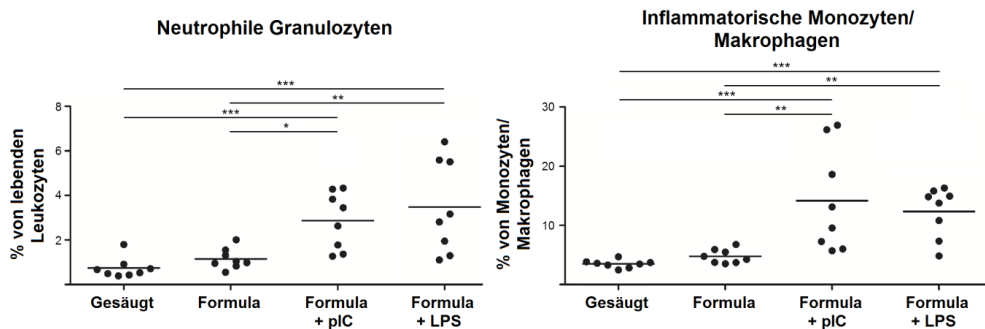 Neutrophile Granulozyten
***
**
***
*
8
6
4
2
% von lebenden
Leukozyten
Gesäugt
Formula
Formula
+ pIC
Formula
+ LPS
Inflammatorische Monozyten/
Makrophagen
***
**
***
**
30
20
10
% von Monozyten/
Makrophagen
Gesäugt
Formula
Formula
+ pIC
Formula
+ LPS